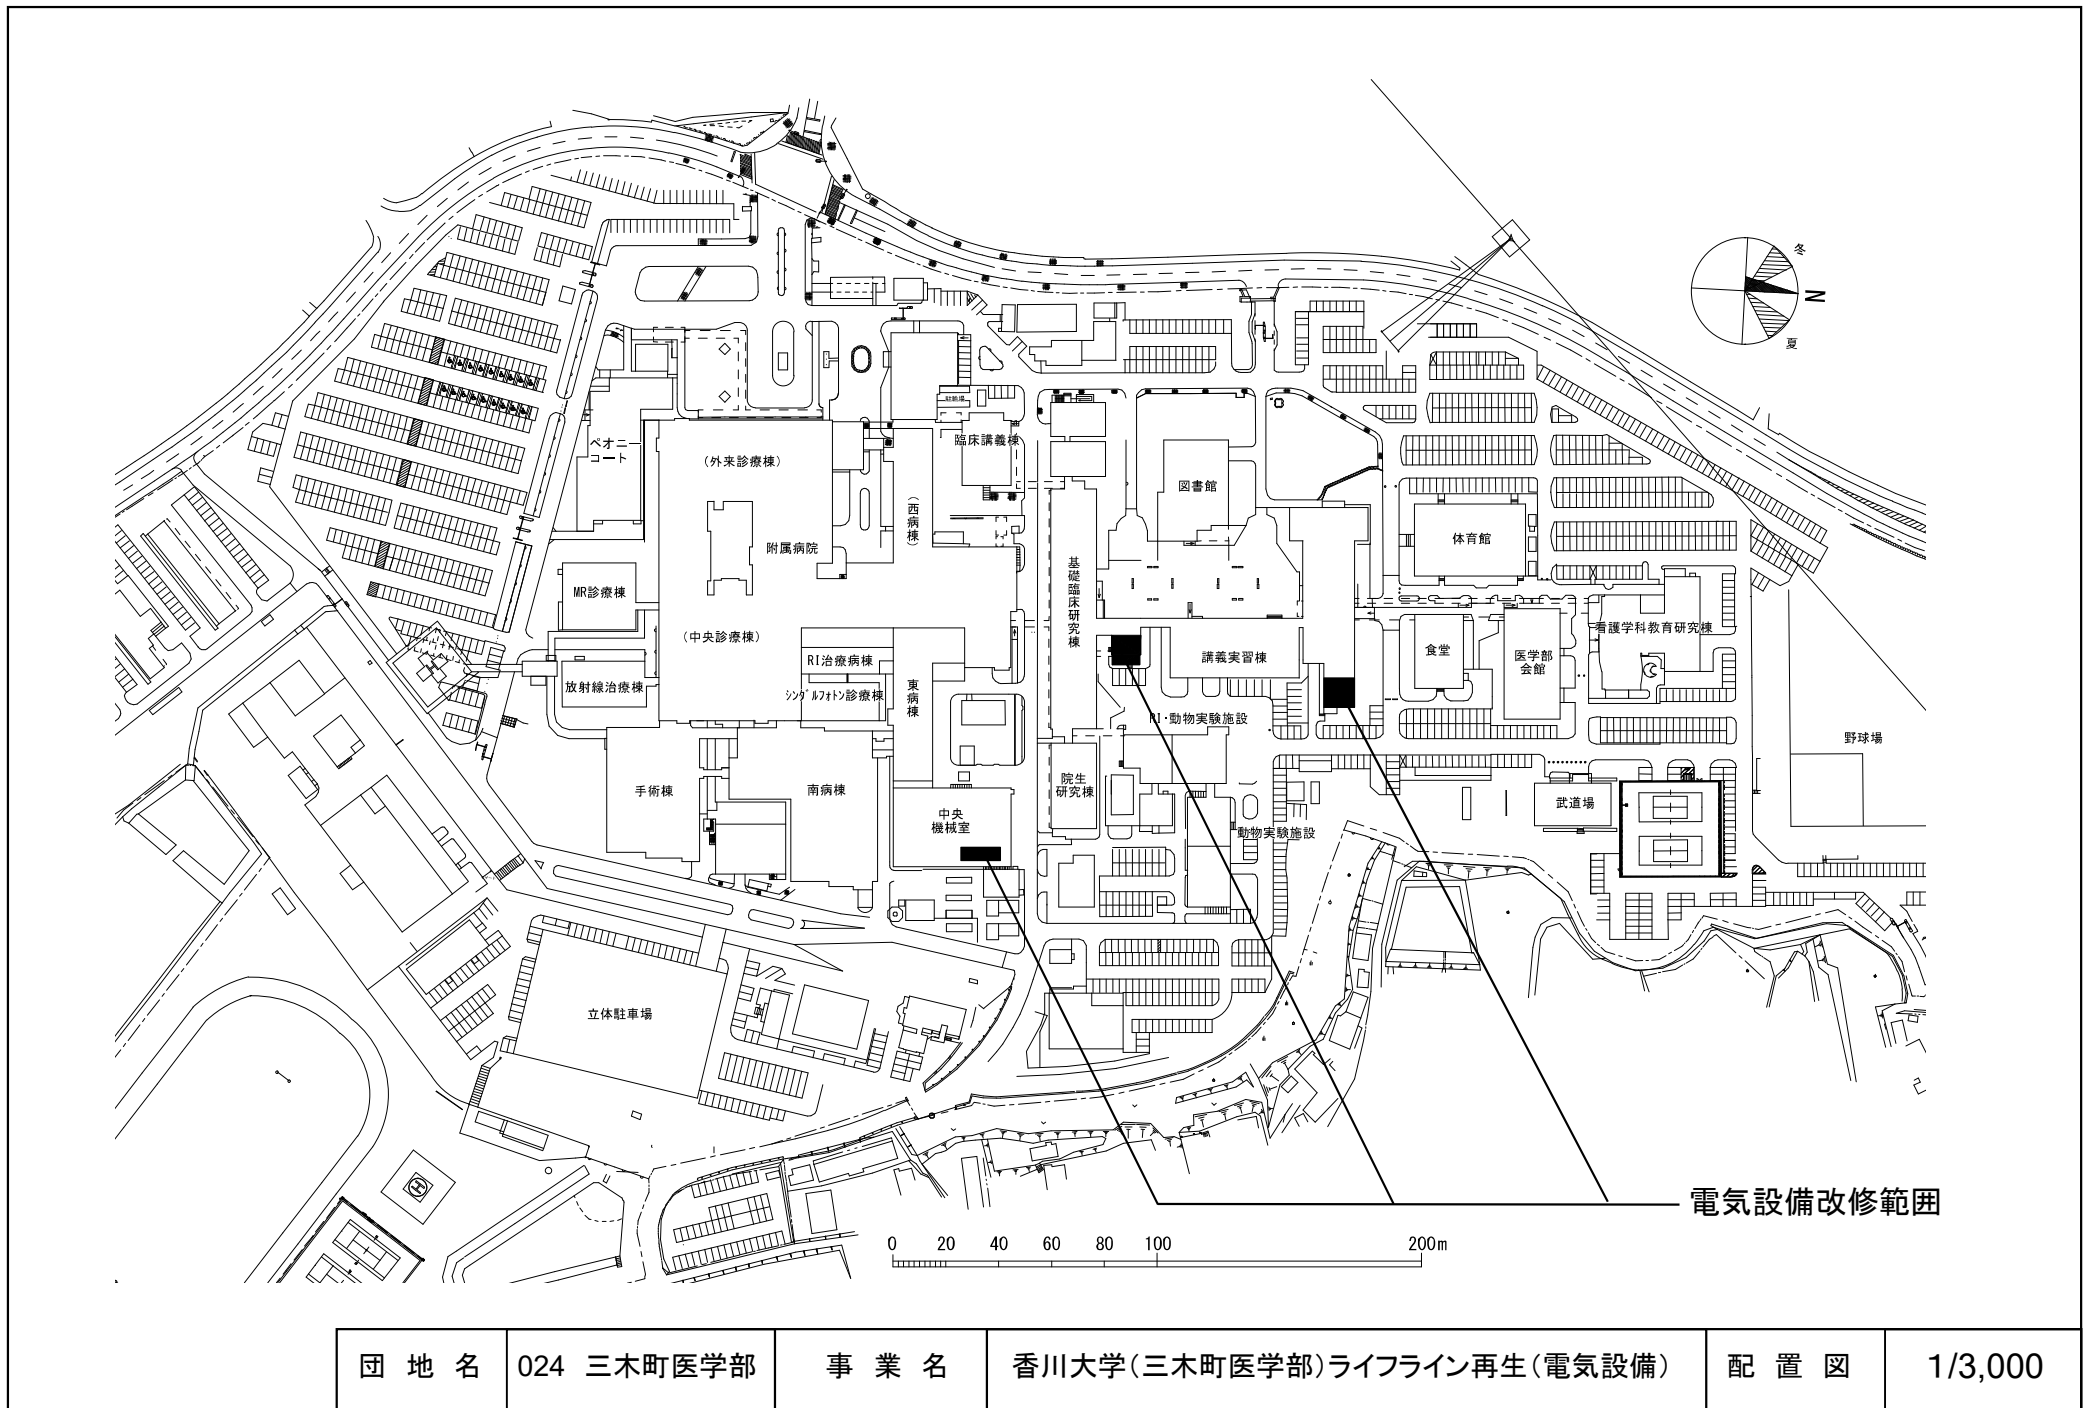 冬
N
夏
ペオニー
コート
(外来診療棟)
臨床講義棟
(西病棟)
図書館
附属病院
体育館
基礎臨床研究棟
MR診療棟
(中央診療棟)
看護学科教育研究棟
RI治療病棟
講義実習棟
食堂
医学部
会館
放射線治療棟
シングルフォトン診療棟
東病棟
RI・動物実験施設
野球場
手術棟
南病棟
院生
研究棟
武道場
中央
機械室
動物実験施設
立体駐車場
H
電気設備改修範囲
0 20 40 60 80 100 200m
団地名 024 三木町医学部 事業名 香川大学(三木町医学部)ライフライン再生(電気設備) 配置図 1/3,000